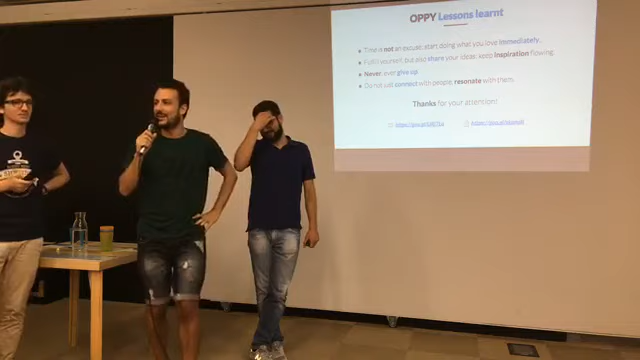 OPPY Lessons learnt
Time is not an excuse, start doing what you love immediately.
Fulfil yourself, but also share your ideas, keep inspiration flowing.
Never, ever give up.
Do not just connect with people, resonate with them.
Thanks for your attention!